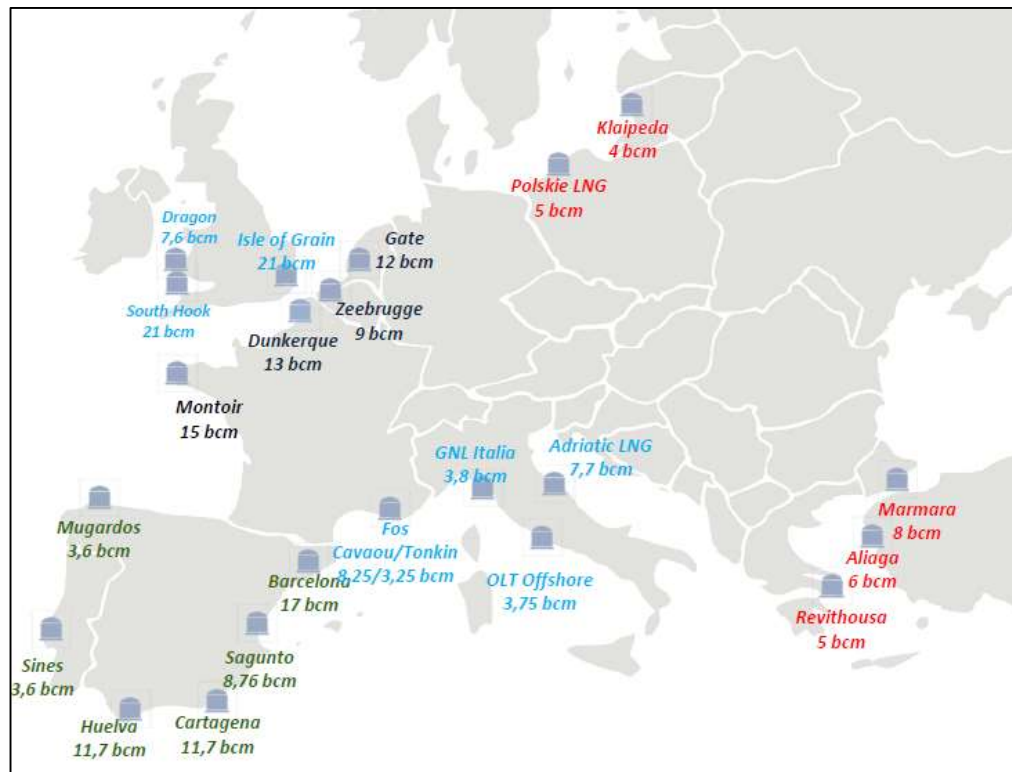 Klaipeda
4 bcm
Polskie LNG
5 bcm
Dragon
7,6 bcm
Isle of Grain
21 bcm
Gate
12 bcm
South Hook
21 bcm
Zeebrugge
9 bcm
Dunkerque
13 bcm
Montoir
15 bcm
GNL Italia
3,8 bcm
Adriatic LNG
7,7 bcm
Marmara
8 bcm
Mugardos
3,6 bcm
Fos
Cavaou/Tonkin
8,25/3,25 bcm
Aliaga
6 bcm
Barcelona
17 bcm
OLT Offshore
3,75 bcm
Revithousa
5 bcm
Sines
3,6 bcm
Sagunto
8,76 bcm
Huelva
11,7 bcm
Cartagena
11,7 bcm